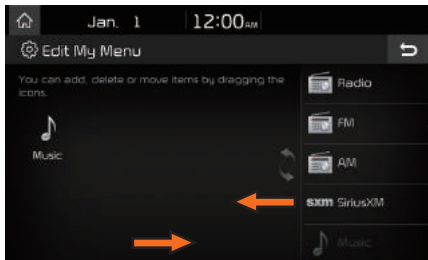 Jan. 1 12:00AM
Edit My Menu
You can add, delete or move items by dragging the
icons.
Music
Radio
FM
AM
sxm SiriusXM
Music